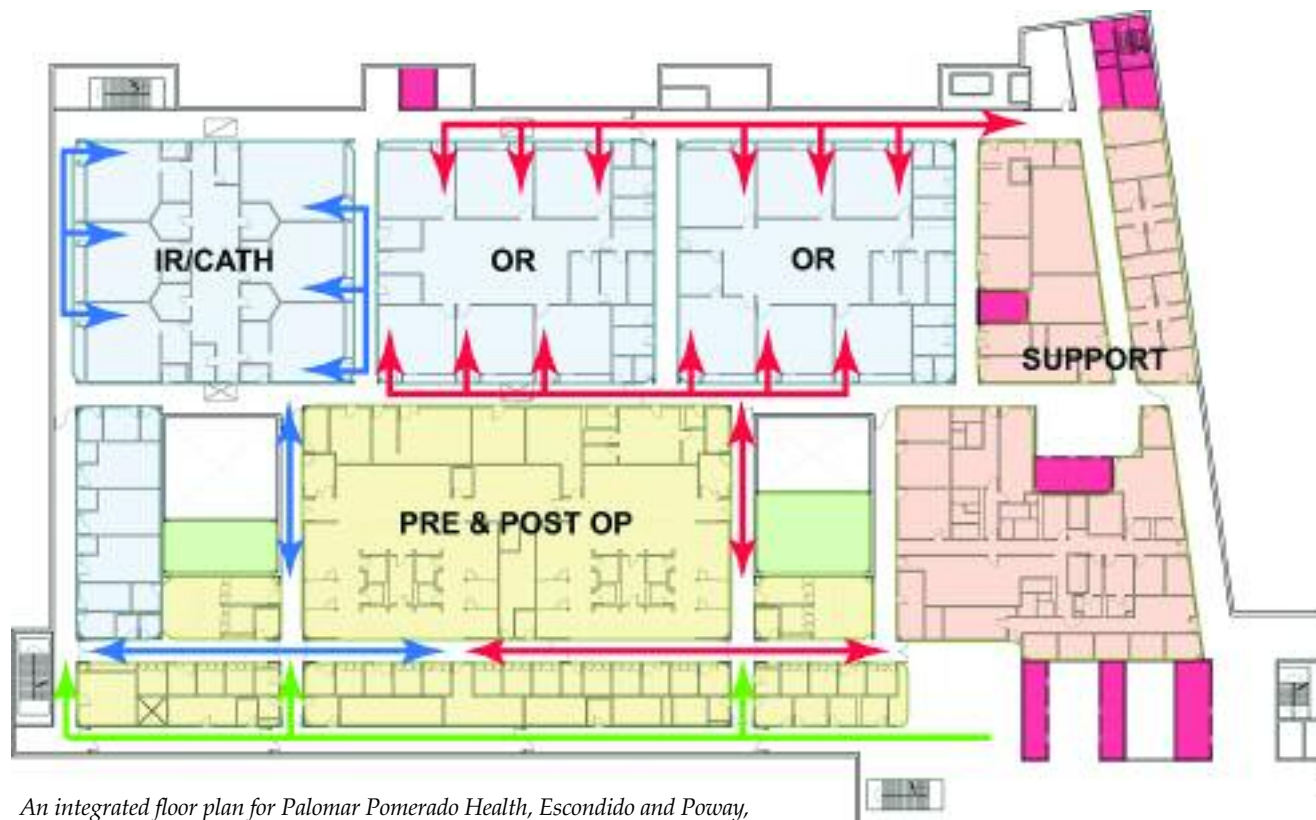 IR/CATH
OR
OR
SUPPORT
PRE & POST OP
An integrated floor plan for Palomar Pomerado Health, Escondido and Poway,